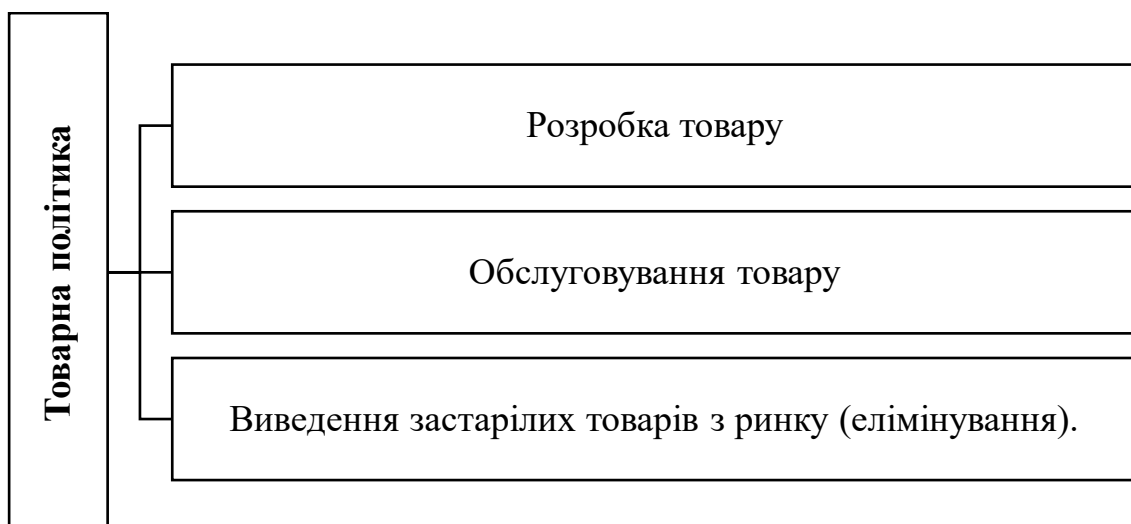 Товарна політика
Розробка товару
Обслуговування товару
Виведення застарілих товарів з ринку (елімінування).